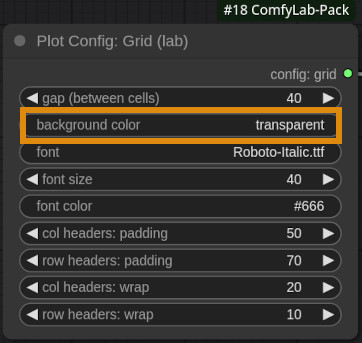 #18 ComfyLab-Pack
Plot Config: Grid (lab)
config: grid
gap (between cells) 40
background color transparent
font Roboto-Italic.ttf
font size 40
font color #666
col headers: padding 50
row headers: padding 70
col headers: wrap 20
row headers: wrap 10